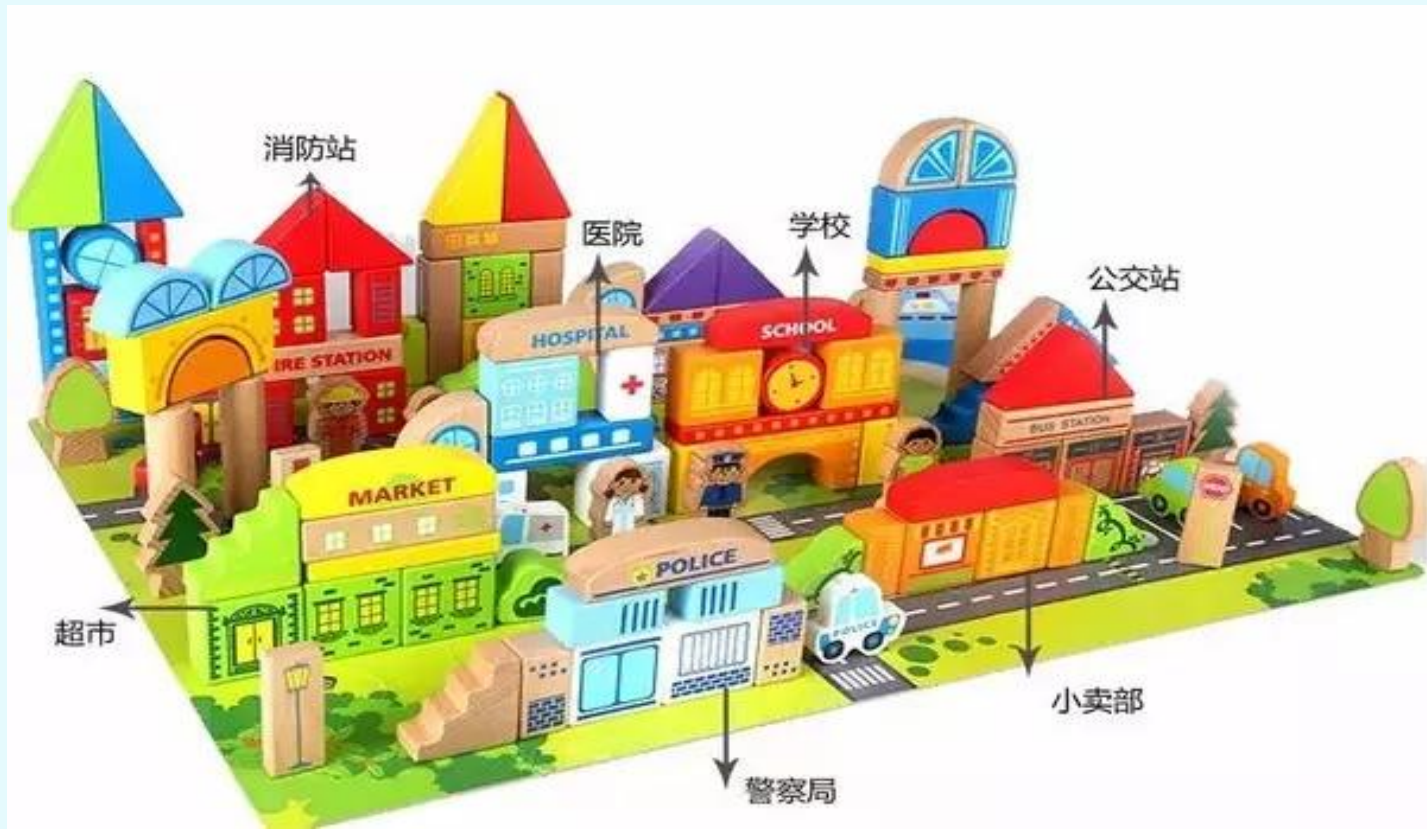 消防站
医院
学校
公交站
IRE STATION
HOSPITAL
SCHOOL
BUS STATION
MARKET
POLICE
POLICE
超市
小卖部
警察局